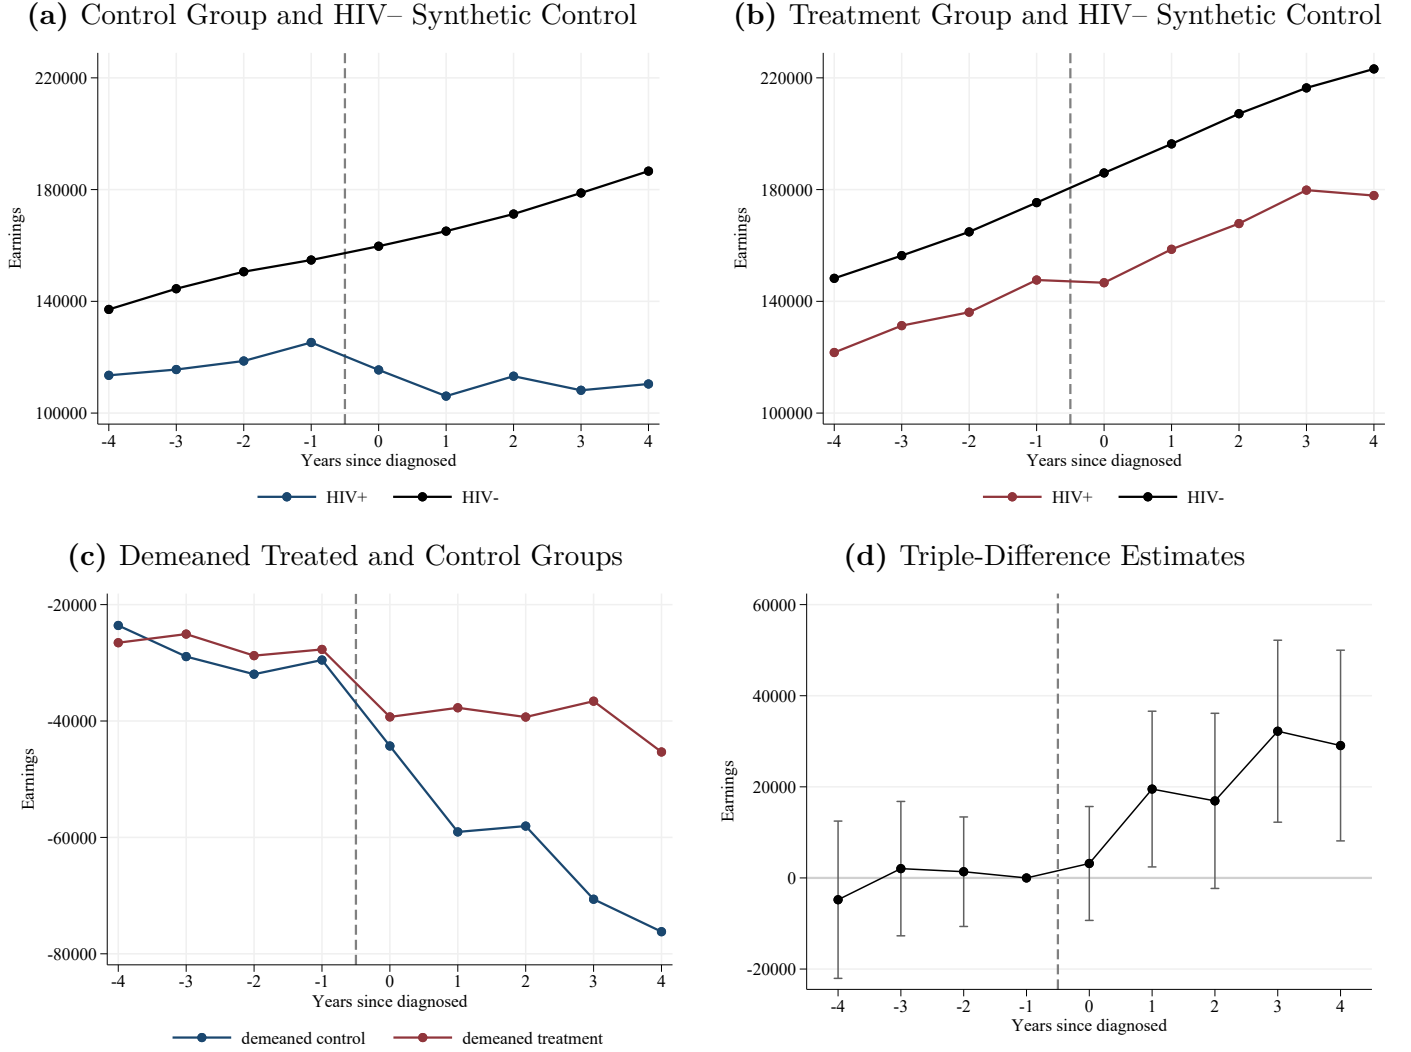 (a) Control Group and HIV– Synthetic Control
220000
180000
140000
100000
Earnings
-4 -3 -2 -1 0 1 2 3 4
Years since diagnosed
HIV+ HIV-
(b) Treatment Group and HIV– Synthetic Control
220000
180000
140000
100000
Earnings
-4 -3 -2 -1 0 1 2 3 4
Years since diagnosed
HIV+ HIV-
(c) Demeaned Treated and Control Groups
-20000
-40000
-60000
-80000
Earnings
-4 -3 -2 -1 0 1 2 3 4
Years since diagnosed
demeaned control demeaned treatment
(d) Triple-Difference Estimates
60000
40000
20000
0
-20000
Earnings
-4 -3 -2 -1 0 1 2 3 4
Years since diagnosed